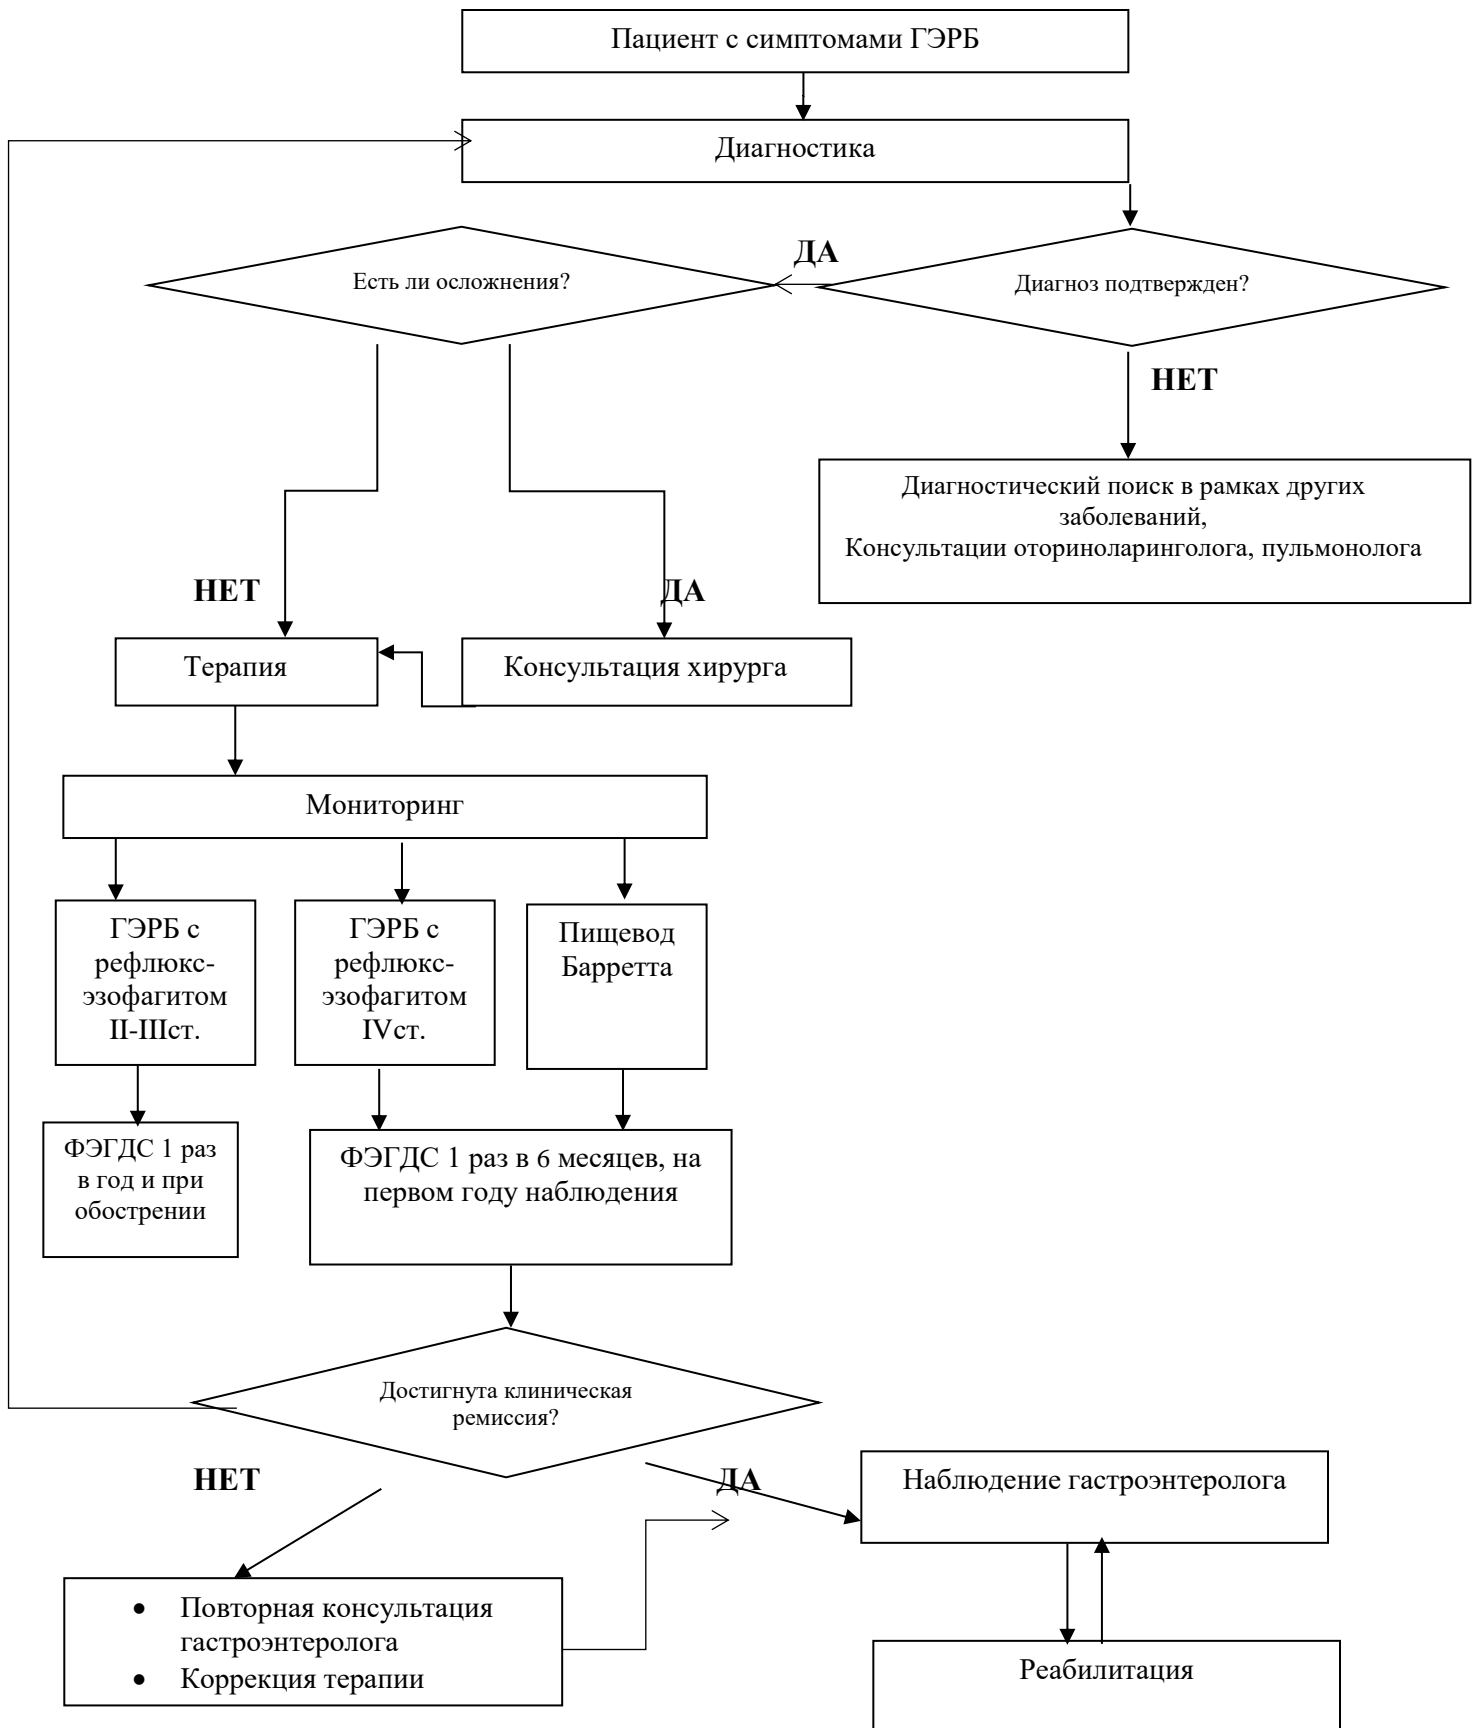 Пациент с симптомами ГЭРБ
Диагностика
ДА
Есть ли осложнения?
Диагноз подтвержден?
НЕТ
Диагностический поиск в рамках других
заболеваний,
Консультации оториноларинголога, пульмонолога
НЕТ
ДА
Терапия
Консультация хирурга
Мониторинг
ГЭРБ с
рефлюкс-
эзофагитом
II-IIIст.
ГЭРБ с
рефлюкс-
эзофагитом
IVст.
Пищевод
Барретта
ФЭГДС 1 раз
в год и при
обострении
ФЭГДС 1 раз в 6 месяцев, на
первом году наблюдения
Достигнута клиническая
ремиссия?
НЕТ
ДА
Наблюдение гастроэнтеролога
• Повторная консультация
гастроэнтеролога
• Коррекция терапии
Реабилитация